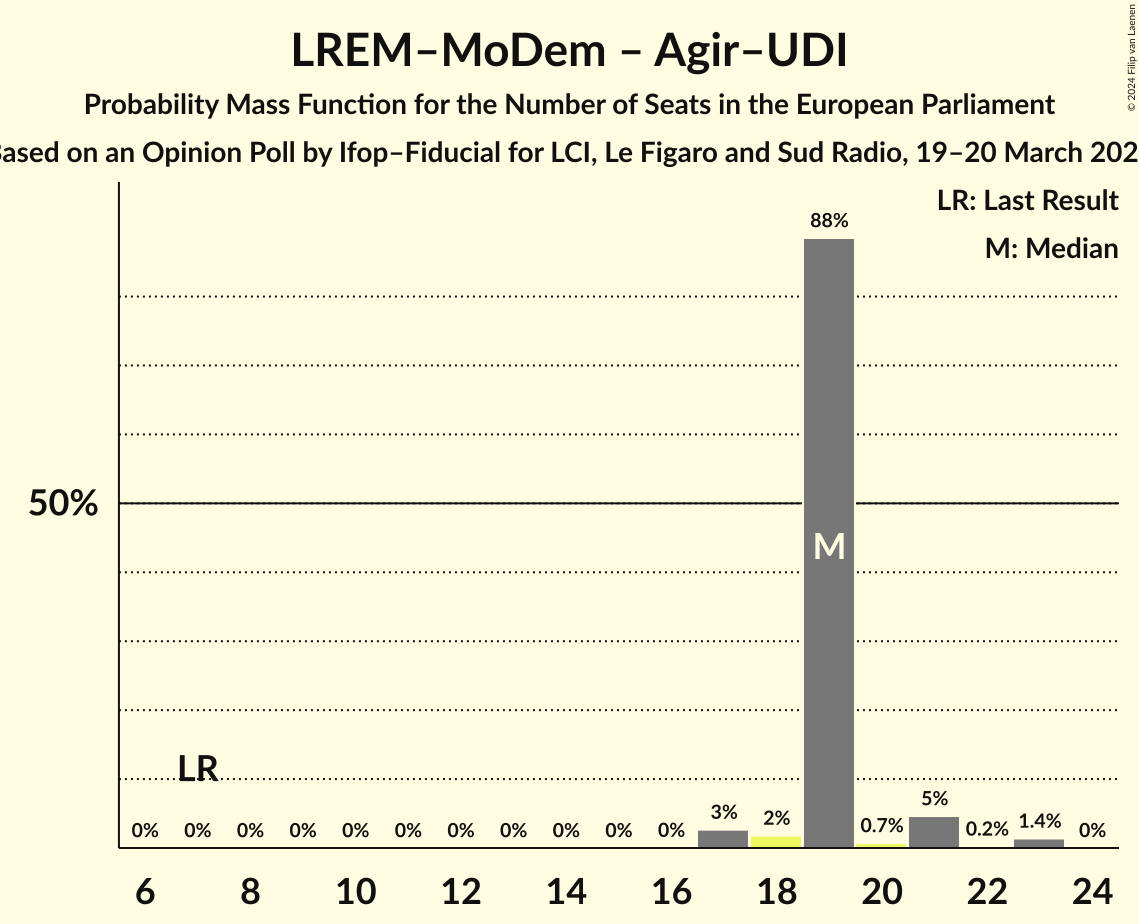 LREM–MoDem – Agir–UDI
Probability Mass Function for the Number of Seats in the European Parliament
Based on an Opinion Poll by Ifop–Fiducial for LCI, Le Figaro and Sud Radio, 19–20 March 202
© 2024 Filip van Laenen
LR: Last Result
M: Median
88%
50%
M
LR
0% 0% 0% 0% 0% 0% 0% 0% 0% 0% 0% 3% 2% 0.7% 5% 0.2% 1.4% 0%
6 8 10 12 14 16 18 20 22 24